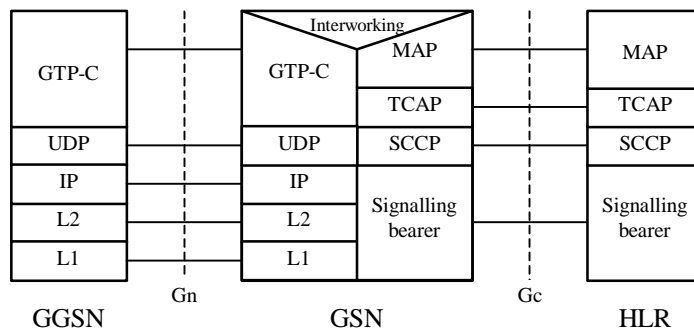 Interworking
GTP-C
GTP-C
MAP
MAP
TCAP
TCAP
UDP
UDP
SCCP
SCCP
IP
IP
L2
L2
Signalling
bearer
Signalling
bearer
L1
L1
Gn
Gc
GGSN
GSN
HLR